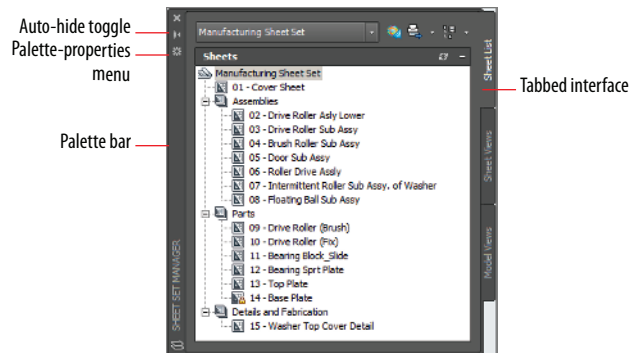 Auto-hide toggle
Palette-properties
menu
Palette bar
Tabbed interface
Manufacturing Sheet Set
Sheets
Manufacturing Sheet Set
01 - Cover Sheet
Assemblies
02 - Drive Roller Asly Lower
03 - Drive Roller Sub Assy
04 - Brush Roller Sub Assy
05 - Door Sub Assy
06 - Roller Drive Assly
07 - Intermittent Roller Sub Assy. of Washer
08 - Floating Ball Sub Assy
Parts
09 - Drive Roller (Brush)
10 - Drive Roller (Fix)
11 - Bearing Block_Slide
12 - Bearing Sprt Plate
13 - Top Plate
14 - Base Plate
Details and Fabrication
15 - Washer Top Cover Detail
Sheet List
Sheet Views
Model Views
SHEET SET MANAGER